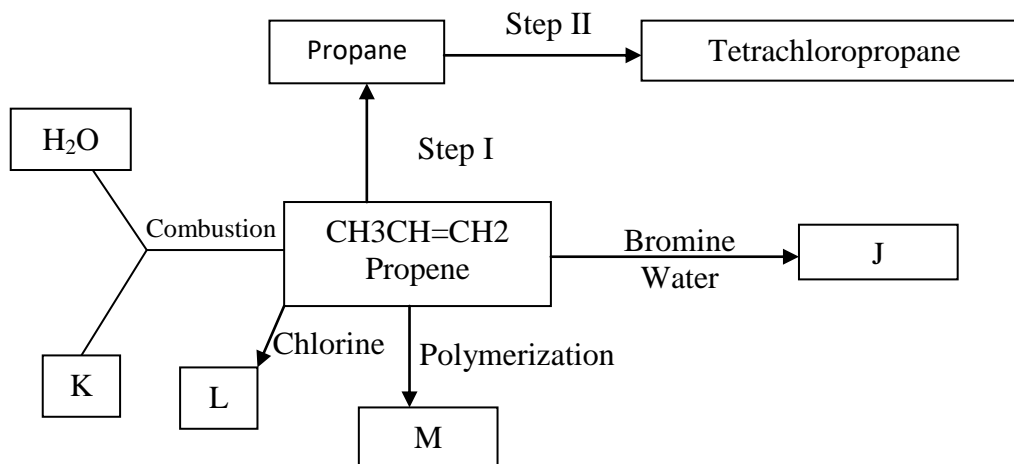 Step II
Propane
Tetrachloropropane
H₂O
Step I
Combustion
CH3CH=CH2
Propene
Bromine
Water
J
Chlorine
Polymerization
K
L
M